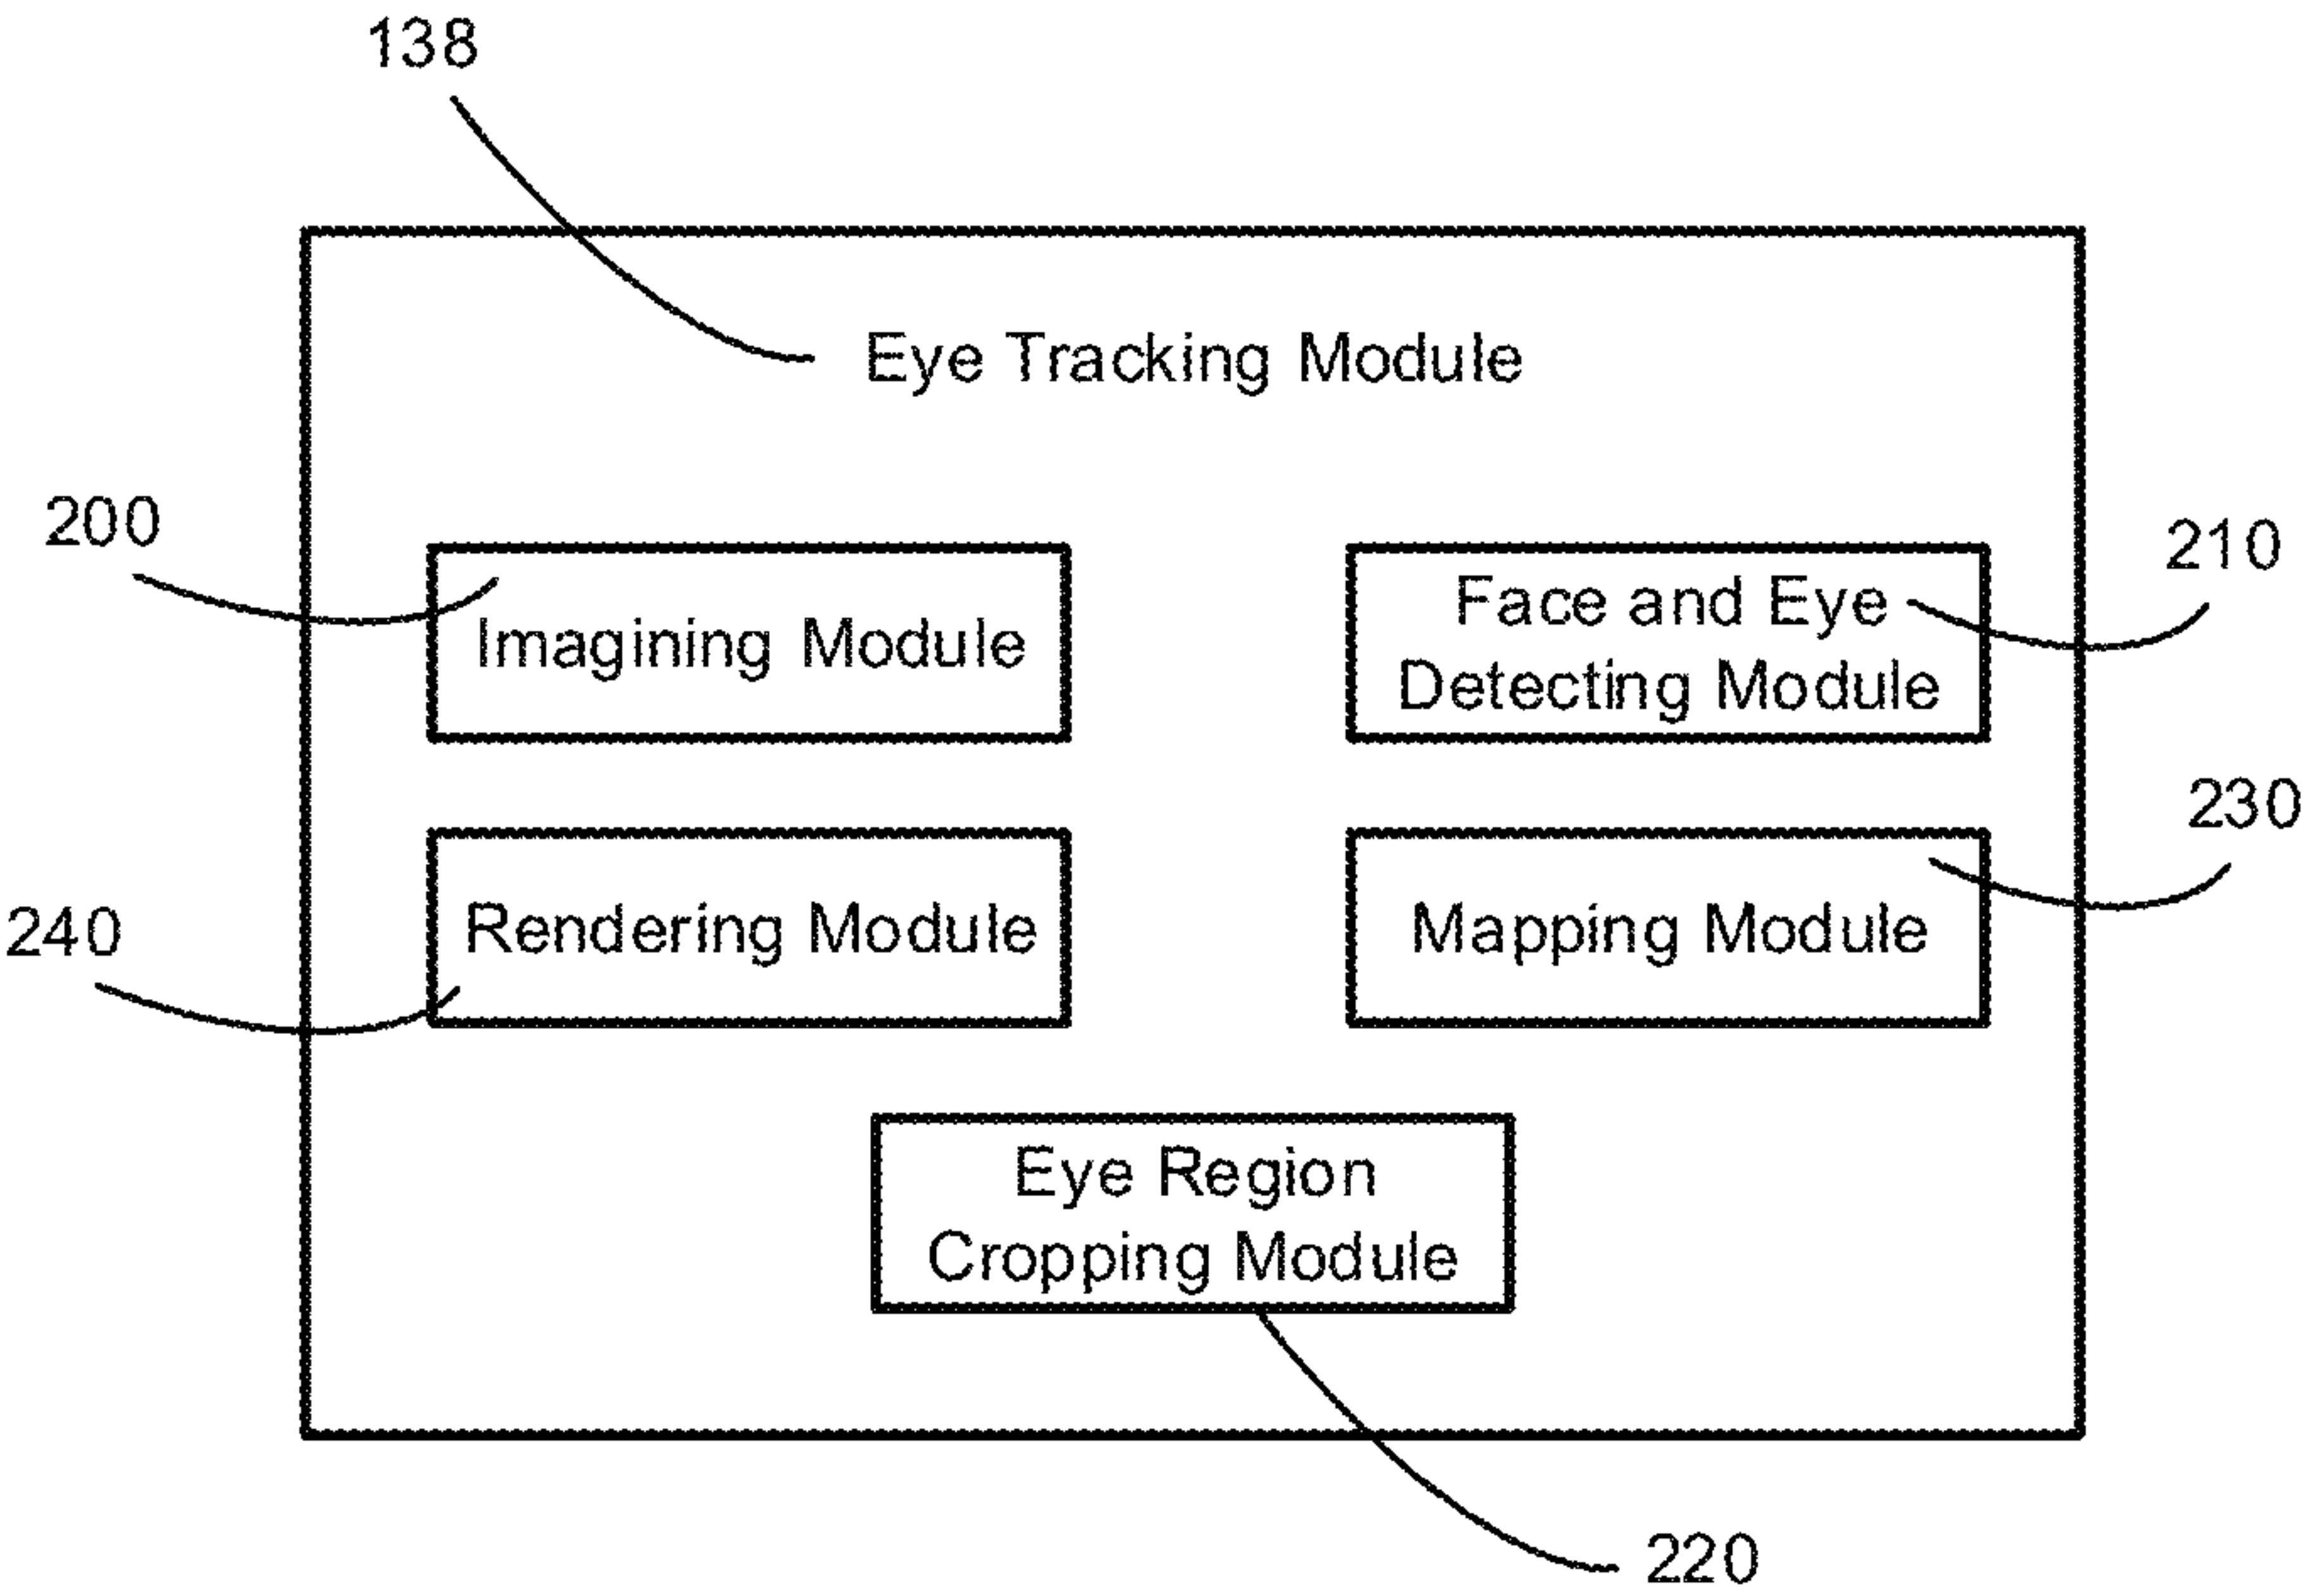 138
Eye Tracking Module
200
210
Imagining Module
Face and Eye
Detecting Module
230
240
Rendering Module
Mapping Module
Eye Region
Cropping Module
220